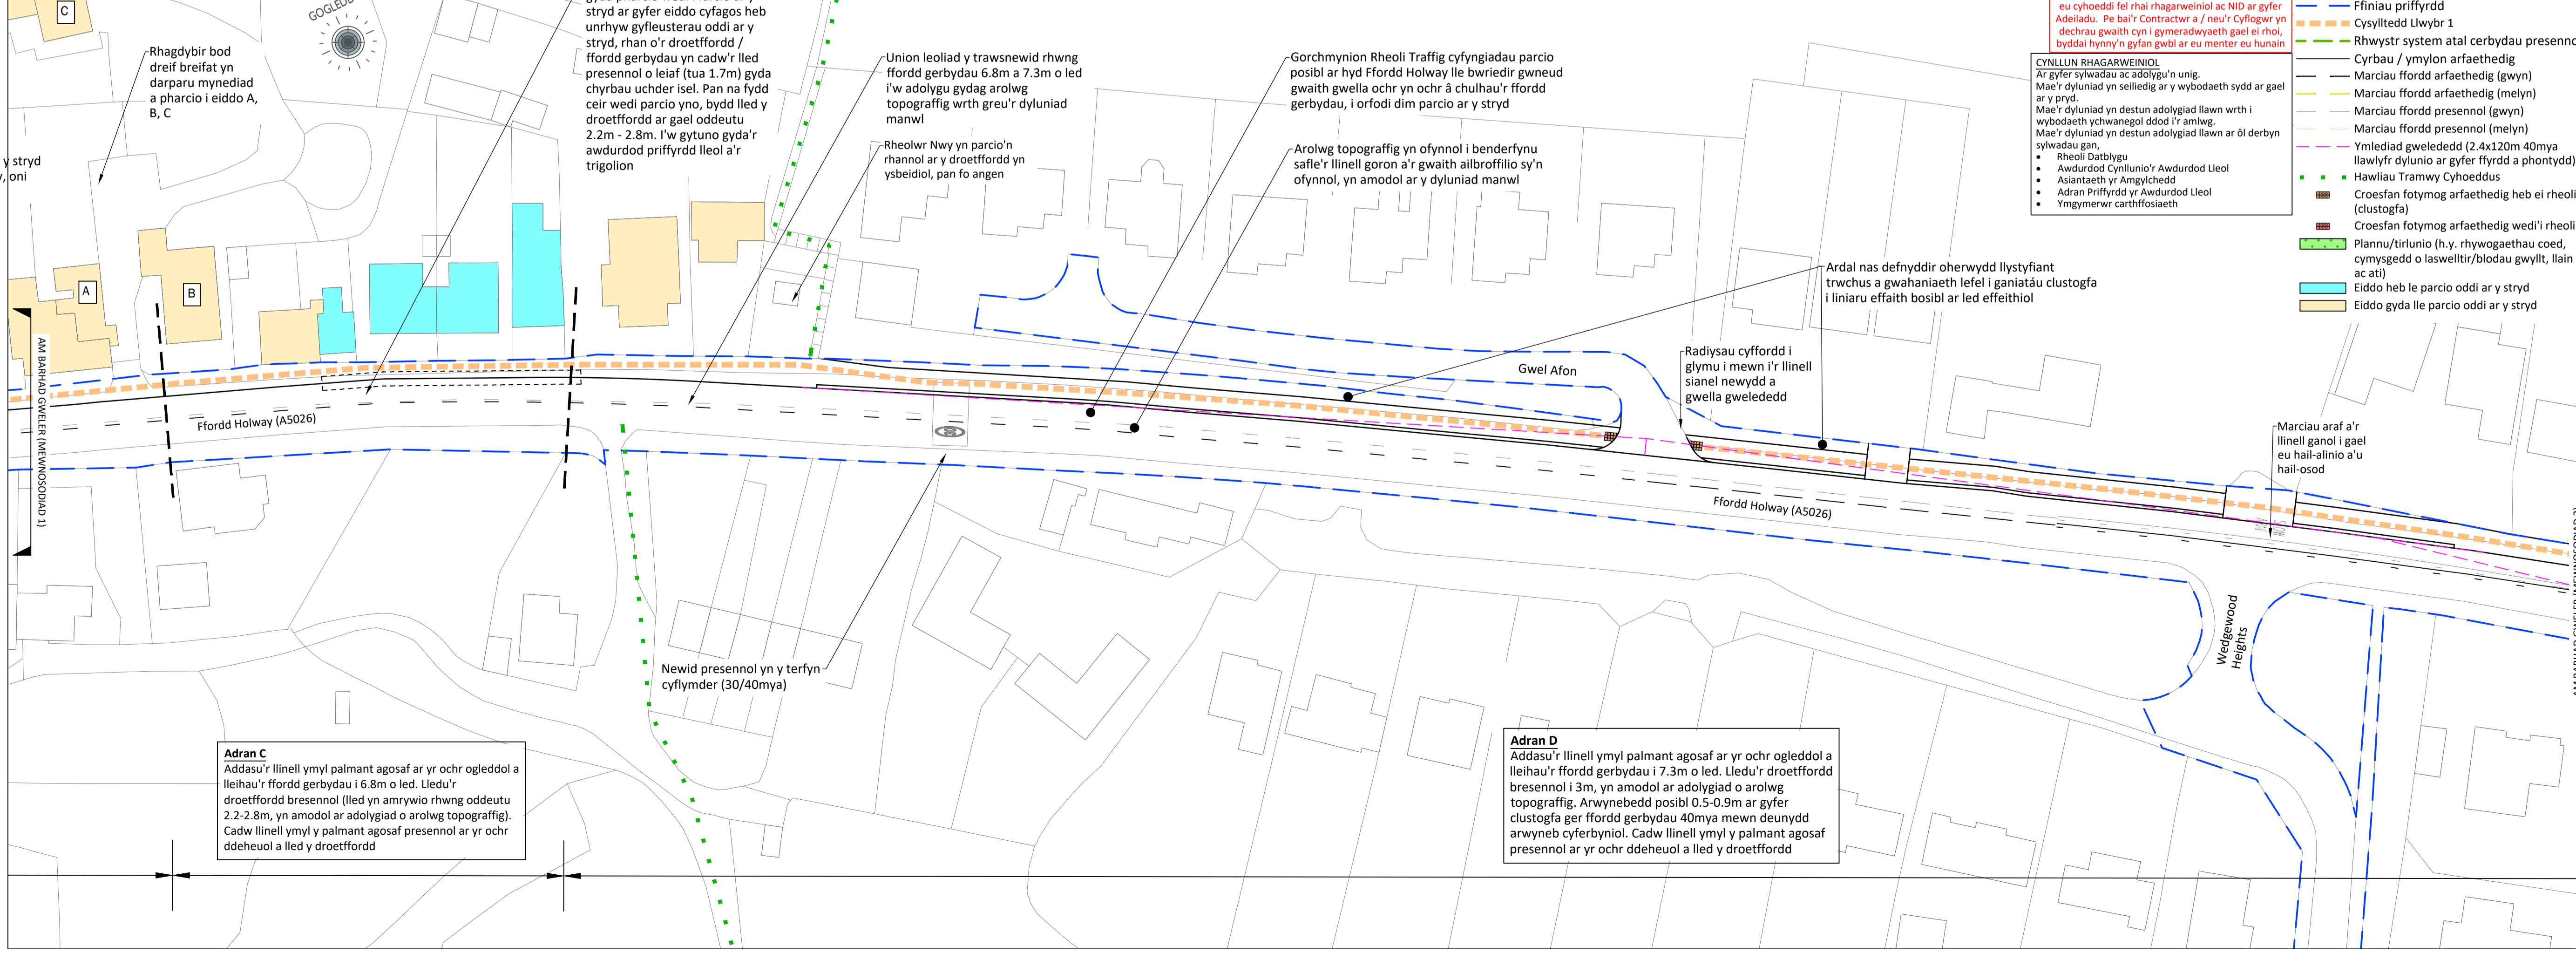 C
GOGLEDD
Rhagdybir bod
dreif breifat yn
darparu mynediad
a pharcio i eiddo A,
B, C
y stryd
oni
stryd ar gyfer eiddo cyfagos heb
unrhyw gyfleusterau oddi ar y
stryd, rhan o'r droetffordd /
ffordd gerbydau yn cadw'r lled
presennol o leiaf (tua 1.7m) gyda
chyrbau uchder isel. Pan na fydd
ceir wedi parcio yno, bydd lled y
droetffordd ar gael oddeutu
2.2m - 2.8m. I'w gytuno gyda'r
awdurdod priffyrdd lleol a'r
trigolion
Union leoliad y trawsnewid rhwng
ffordd gerbydau 6.8m a 7.3m o led
i'w adolygu gydag arolwg
topograffig wrth greu'r dyluniad
manwl
Rheolwr Nwy yn parcio'n
rhannol ar y droetffordd yn
ysbeidiol, pan fo angen
Gorchmynion Rheoli Traffig cyfyngiadau parcio
posibl ar hyd Ffordd Holway lle bwriedir gwneud
gwaith gwella ochr yn ochr â chulhau'r ffordd
gerbydau, i orfodi dim parcio ar y stryd
Arolwg topograffig yn ofynnol i benderfynu
safle'r llinell goron a'r gwaith ailbroffilio sy'n
ofynnol, yn amodol ar y dyluniad manwl
Ardal nas defnyddir oherwydd llystyfiant
trwchus a gwahaniaeth lefel i ganiatáu clustogfa
i liniaru effaith bosibl ar led effeithiol
Radiysau cyffordd i
glymu i mewn i'r llinell
sianel newydd a
gwella gwelededd
Marciau araf a'r
llinell ganol i gael
eu hail-alinio a'u
hail-osod
eu cyhoeddi fel rhai rhagarweiniol ac NID ar gyfer
Adeiladu. Pe bai'r Contractwr a / neu'r Cyflogwr yn
dechrau gwaith cyn i gymeradwyaeth gael ei rhoi,
byddai hynny'n gyfan gwbl ar eu menter eu hunain
CYNLLUN RHAGARWEINIOL
Ar gyfer sylwadau ac adolygu'n unig.
Mae'r dyluniad yn seiliedig ar y wybodaeth sydd ar gael
ar y pryd.
Mae'r dyluniad yn destun adolygiad llawn wrth i
wybodaeth ychwanegol ddod i'r amlwg.
Mae'r dyluniad yn destun adolygiad llawn ar ôl derbyn
sylwadau gan,
• Rheoli Datblygu
• Awdurdod Cynllunio'r Awdurdod Lleol
• Asiantaeth yr Amgylchedd
• Adran Priffyrdd yr Awdurdod Lleol
• Ymgymerwr carthffosiaeth
Ffiniau priffyrdd
Cysylltedd Llwybr 1
Rhwystr system atal cerbydau presenno
Cyrbau / ymylon arfaethedig
Marciau ffordd arfaethedig (gwyn)
Marciau ffordd arfaethedig (melyn)
Marciau ffordd presennol (gwyn)
Marciau ffordd presennol (melyn)
Ymlediad gwelededd (2.4x120m 40mya
llawlyfr dylunio ar gyfer ffyrdd a phontydd)
Hawliau Tramwy Cyhoeddus
Croesfan fotymog arfaethedig heb ei rheoli
(clustogfa)
Croesfan fotymog arfaethedig wedi'i rheoli
Plannu/tirlunio (h.y. rhywogaethau coed,
cymysgedd o laswelltir/blodau gwyllt, llain
ac ati)
Eiddo heb le parcio oddi ar y stryd
Eiddo gyda lle parcio oddi ar y stryd
A
B
AM BARHAD GWELER (MEWNOSODIAD 1)
Ffordd Holway (A5026)
Gwel Afon
Ffordd Holway (A5026)
Wedgewood
Heights
Newid presennol yn y terfyn
cyflymder (30/40mya)
Adran C
Addasu'r llinell ymyl palmant agosaf ar yr ochr ogleddol a
lleihau'r ffordd gerbydau i 6.8m o led. Lledu'r
droetffordd bresennol (lled yn amrywio rhwng oddeutu
2.2-2.8m, yn amodol ar adolygiad o arolwg topograffig).
Cadw llinell ymyl y palmant agosaf presennol ar yr ochr
ddeheuol a lled y droetffordd
Adran D
Addasu'r llinell ymyl palmant agosaf ar yr ochr ogleddol a
lleihau'r ffordd gerbydau i 7.3m o led. Lledu'r droetffordd
bresennol i 3m, yn amodol ar adolygiad o arolwg
topograffig. Arwynebedd posibl 0.5-0.9m ar gyfer
clustogfa ger ffordd gerbydau 40mya mewn deunydd
arwyneb cyferbyniol. Cadw llinell ymyl y palmant agosaf
presennol ar yr ochr ddeheuol a lled y droetffordd